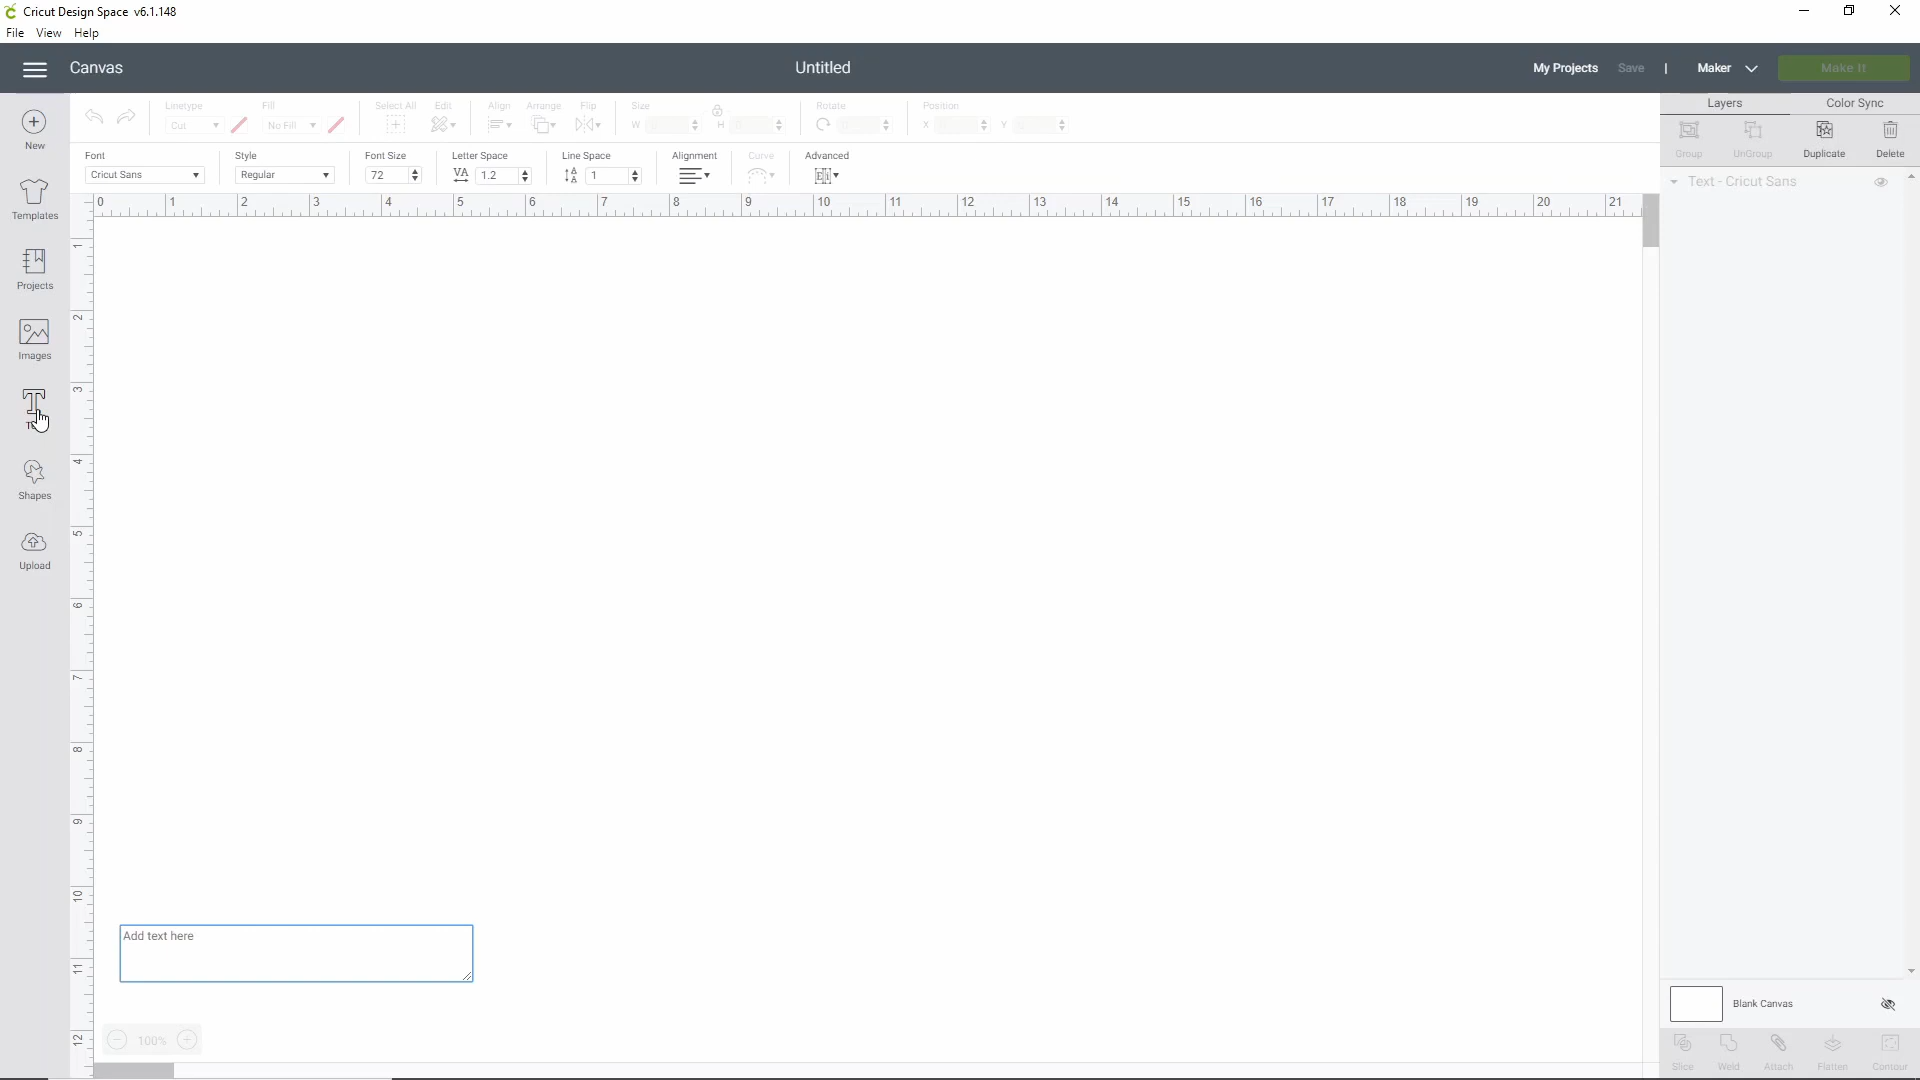 Cricut Design Space v6.1.148
File View Help
Canvas Untitled My Projects Save | Maker Make It
New
Templates
Projects
Images
Shapes
Upload
Linetype Fill Select All Edit Align Arrange Flip Size Rotate Position
Cut No Fill W H X Y
Font Style Font Size Letter Space Line Space Alignment Curve Advanced
Cricut Sans Regular 72 VA 1.2 1
0 1 2 3 4 5 6 7 8 9 10 11 12 13 14 15 16 17 18 19 20 21
1
2
3
4
5
6
7
8
9
10
11
12
Add text here
100%
Layers Color Sync
Group UnGroup Duplicate Delete
Text - Cricut Sans
Blank Canvas
Slice Weld Attach Flatten Contour